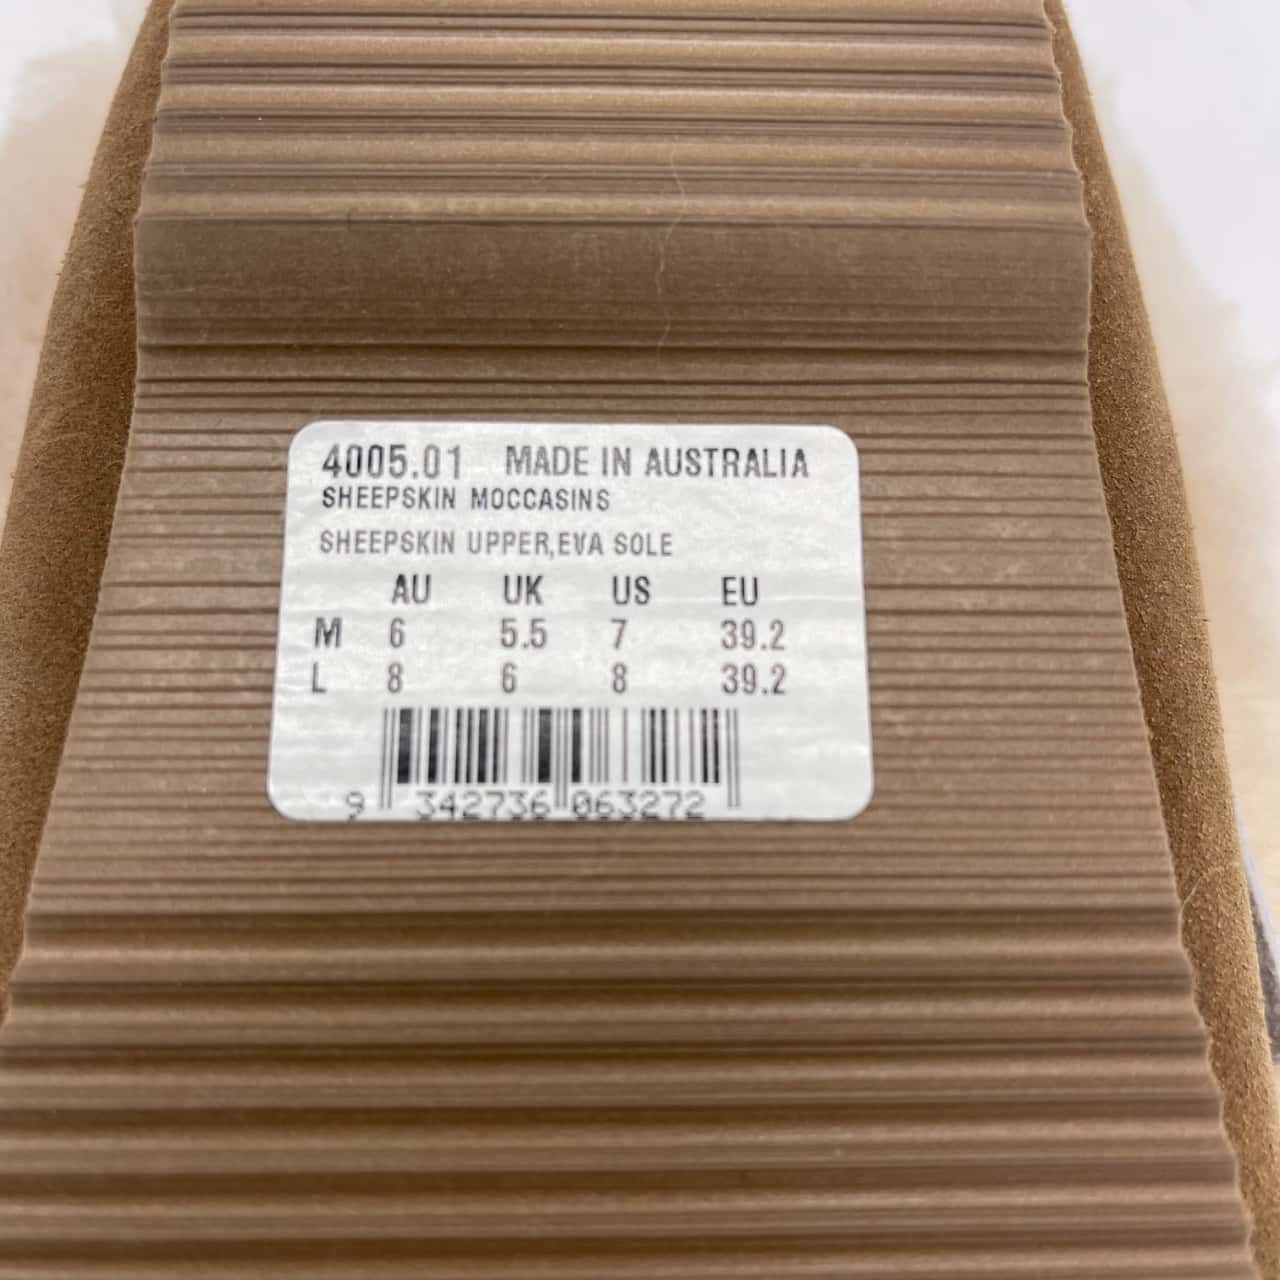 4005.01 MADE IN AUSTRALIA
SHEEPSKIN MOCCASINS
SHEEPSKIN UPPER,EVA SOLE
AU UK US EU
M 6 5.5 7 39.2
L 8 6 8 39.2
9 342736 063272